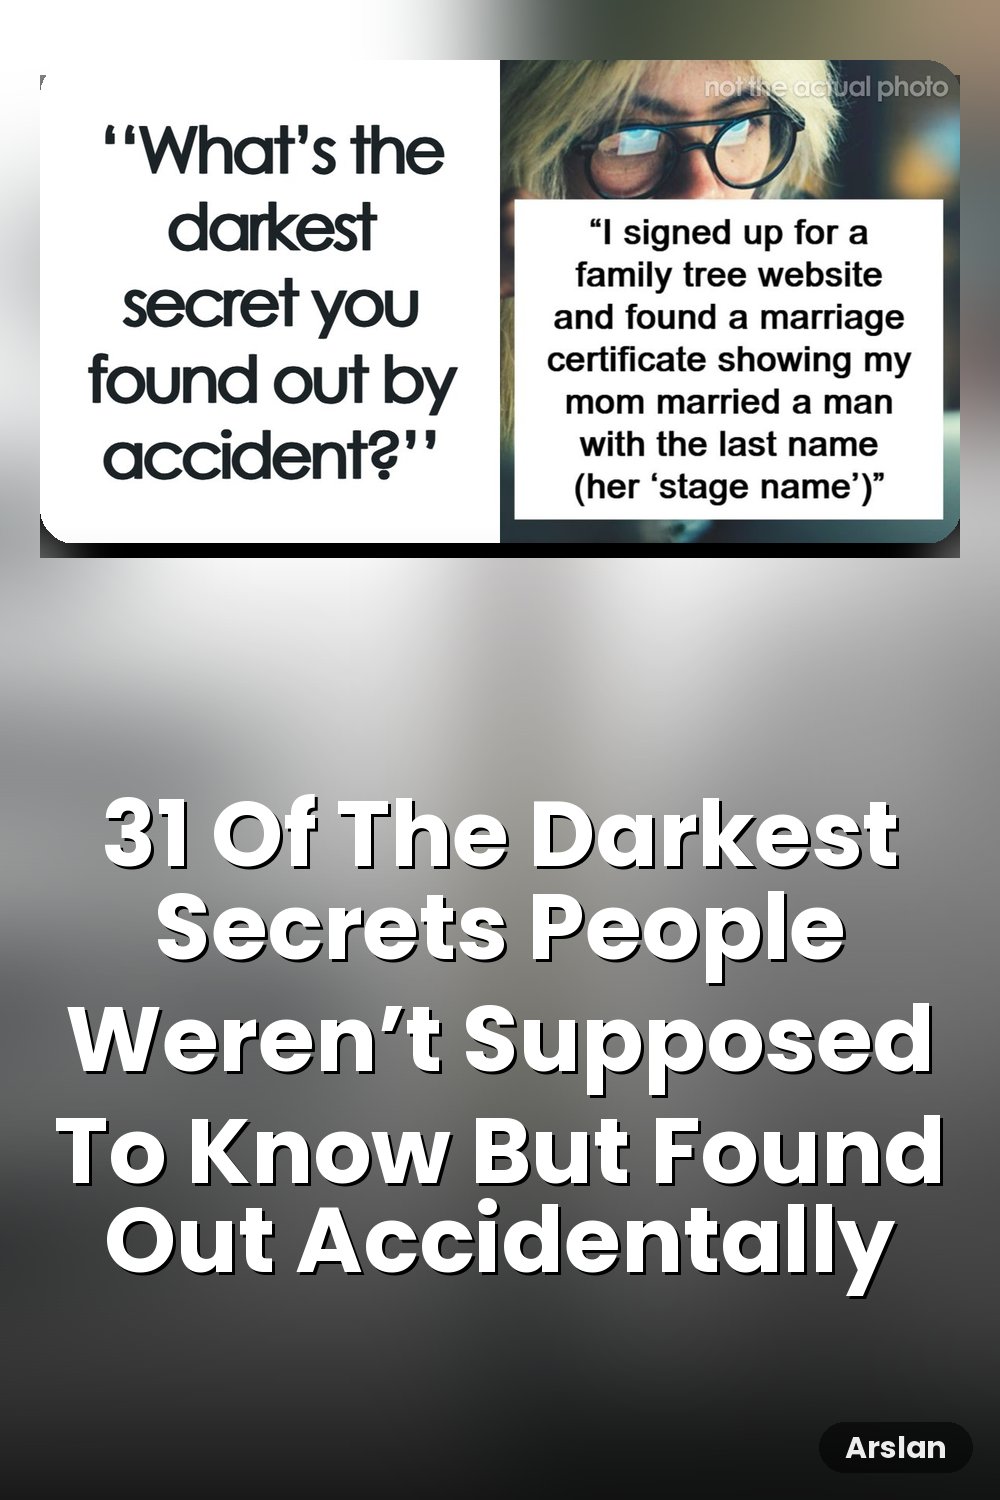 ‘‘What’s the
darkest
secret you
found out by
accident?’’
not the actual photo
“I signed up for a
family tree website
and found a marriage
certificate showing my
mom married a man
with the last name
(her ‘stage name’)”
31 Of The Darkest
Secrets People
Weren’t Supposed
To Know But Found
Out Accidentally
Arslan